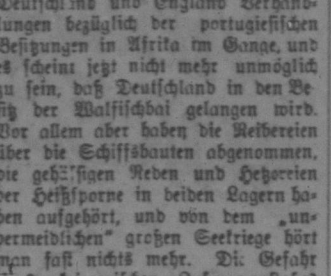 Deutschland und England Verhand-
lungen bezüglich der portugiesischen
Besitzungen in Afrika im Gange, und
es scheint jetzt nicht mehr unmöglich
zu sein, daß Deutschland in den Be-
sitz der Walfischbai gelangen wird.
Vor allem aber haben die Reibereien
über die Schiffsbauten abgenommen,
die gehässigen Reden und Hetzereien
der Heißsporne in beiden Lagern ha-
ben aufgehört, und von dem „un-
vermeidlichen“ großen Seekriege hört
man fast nichts mehr. Die Gefahr